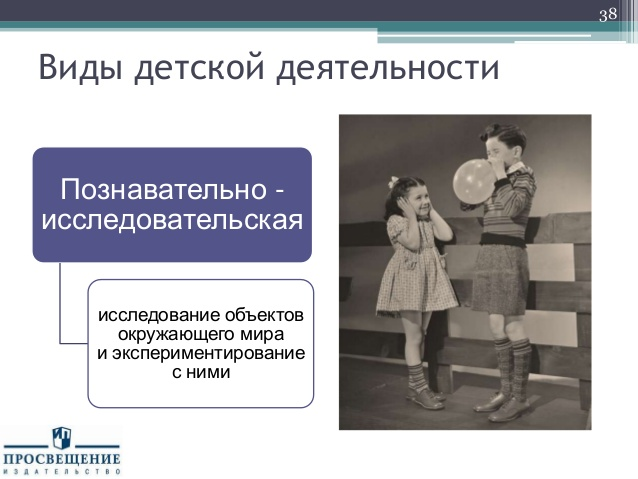 38
Виды детской деятельности
Познавательно -
исследовательская
исследование объектов
окружающего мира
и экспериментирование
с ними
ПРОСВЕЩЕНИЕ
ИЗДАТЕЛЬСТВО